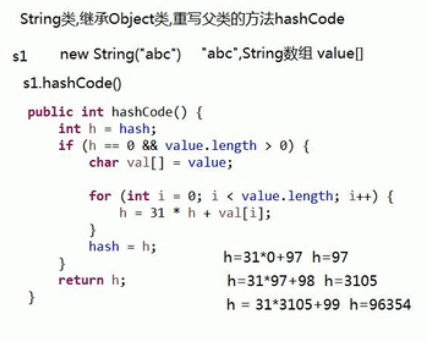 String类,继承Object类,重写父类的方法hashCode
s1 new String("abc") "abc",String数组 value[]
s1.hashCode()
public int hashCode() {
int h = hash;
if (h == 0 && value.length > 0) {
char val[] = value;
for (int i = 0; i < value.length; i++) {
h = 31 * h + val[i];
}
hash = h;
}
return h;
}
h=31*0+97 h=97
h=31*97+98 h=3105
h = 31*3105+99 h=96354